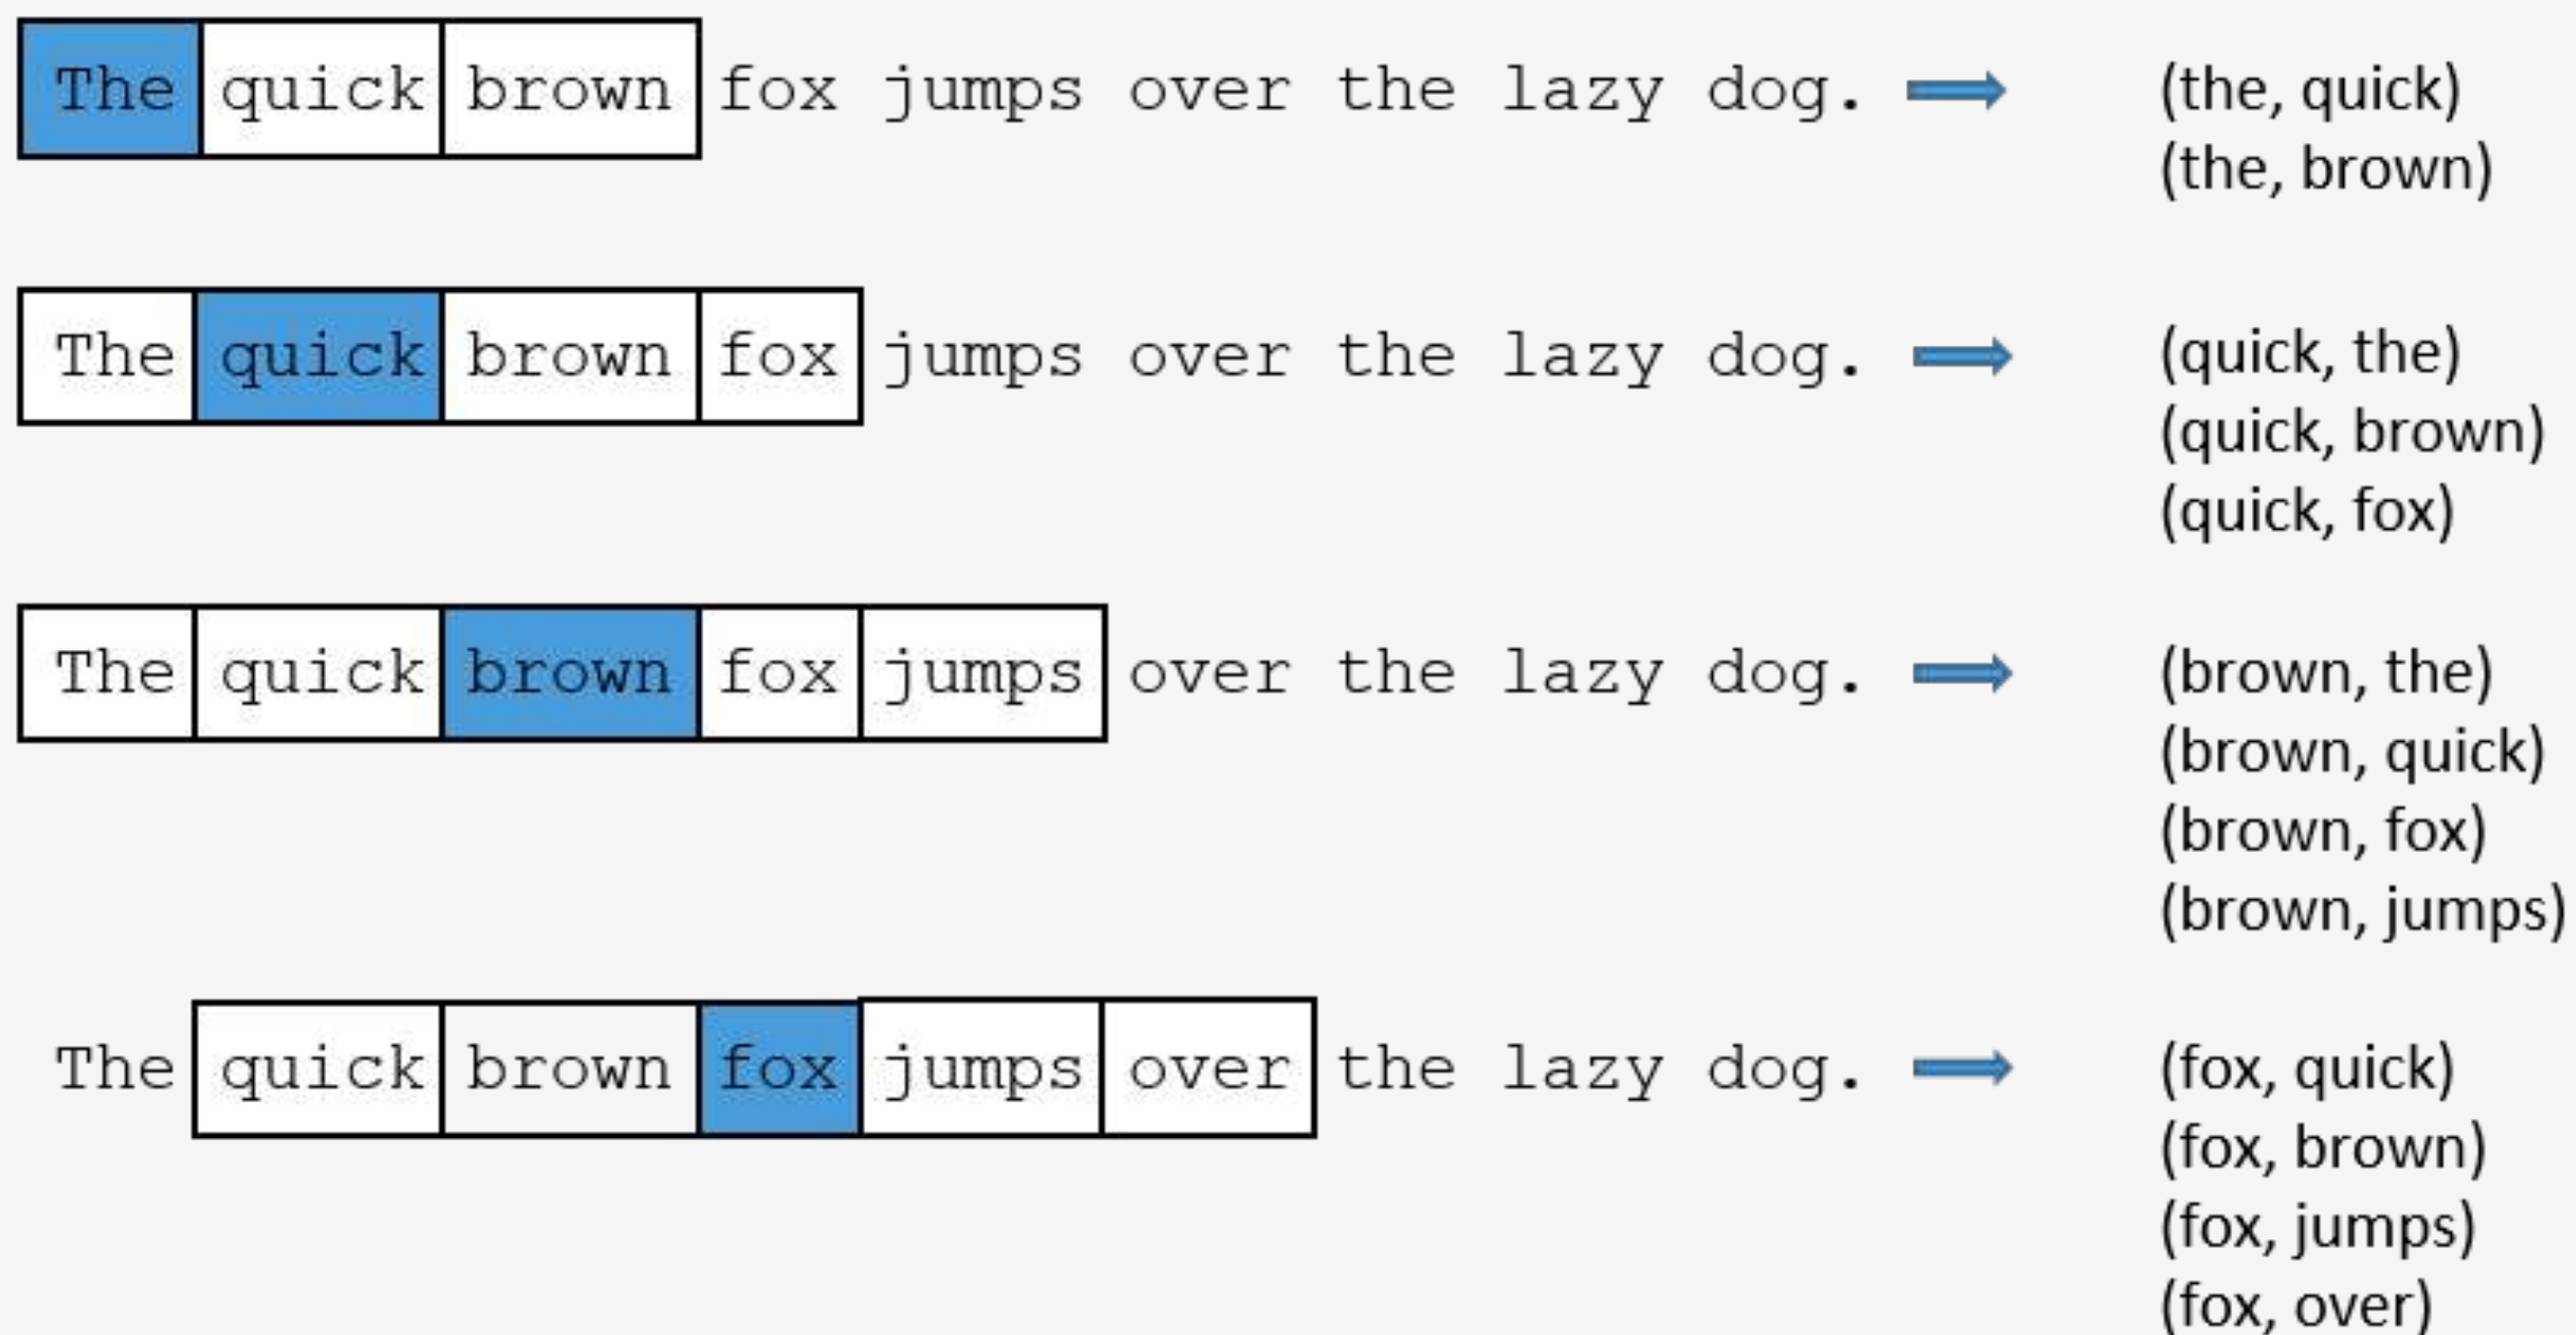 The quick brown fox jumps over the lazy dog. (the, quick)
(the, brown)
The quick brown fox jumps over the lazy dog. (quick, the)
(quick, brown)
(quick, fox)
The quick brown fox jumps over the lazy dog. (brown, the)
(brown, quick)
(brown, fox)
(brown, jumps)
The quick brown fox jumps over the lazy dog. (fox, quick)
(fox, brown)
(fox, jumps)
(fox, over)